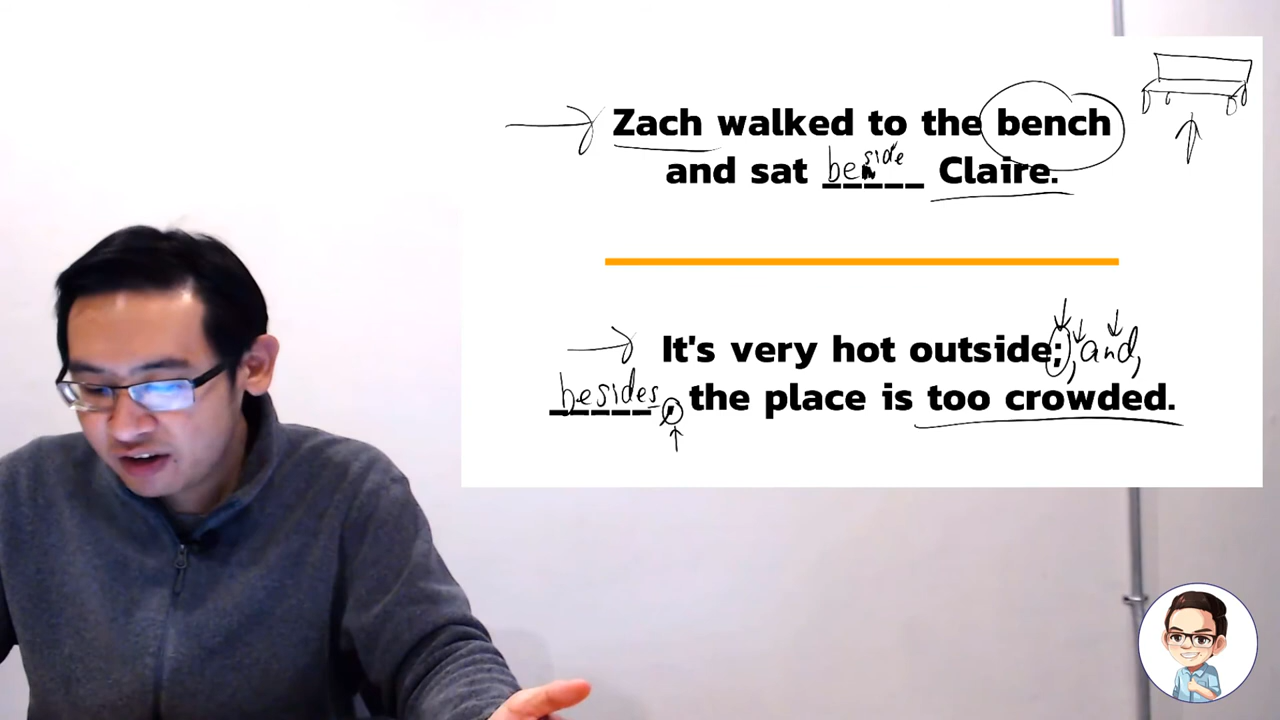 Zach walked to the bench
and sat beside Claire.
It's very hot outside; , and,
besides, the place is too crowded.